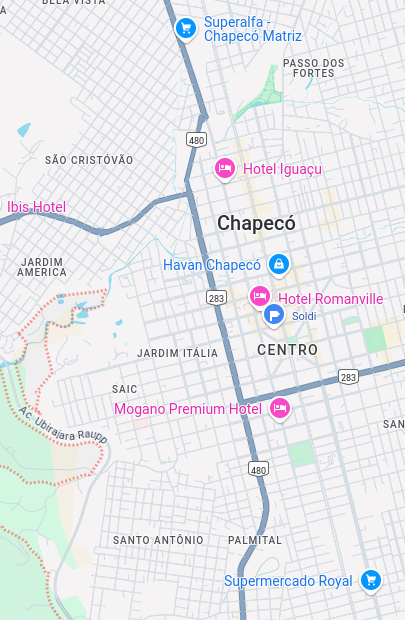 BELA VISTA
A
Superalfa -
Chapecó Matriz
PASSO DOS
FORTES
480
SÃO CRISTÓVÃO
Hotel Iguaçu
Ibis Hotel
Chapecó
JARDIM
AMERICA
Havan Chapecó
283
Hotel Romanville
Soldi
JARDIM ITÁLIA
CENTRO
283
SAIC
Mogano Premium Hotel
Ac. Ubirajara Raupp
SAN
480
SANTO ANTÔNIO
PALMITAL
Supermercado Royal